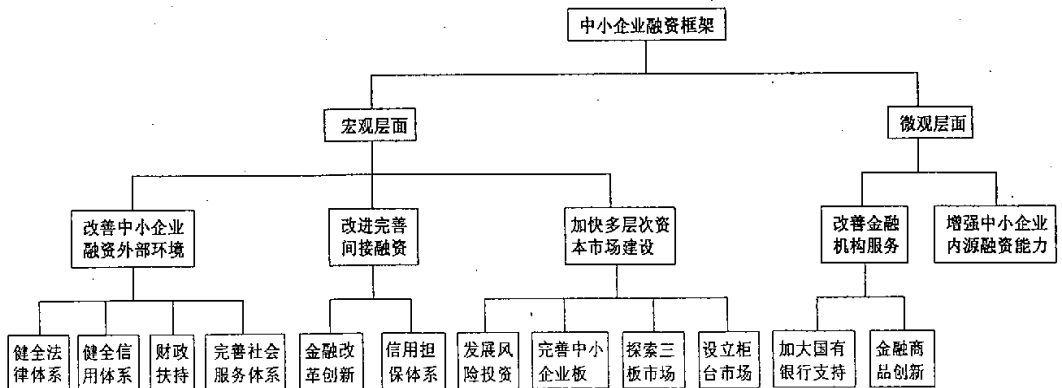 中小企业融资框架
宏观层面
微观层面
改善中小企业
融资外部环境
改进完善
间接融资
加快多层次资
本市场建设
改善金融
机构服务
增强中小企业
内源融资能力
健全法
律体系
健全信
用体系
财政
扶持
完善社会
服务体系
金融改
革创新
信用担
保体系
发展风
险投资
完善中小
企业板
探索三
板市场
设立柜
台市场
加大国有
银行支持
金融商
品创新